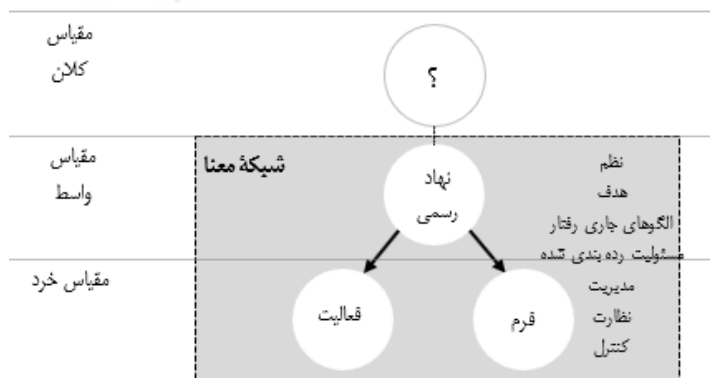 مقیاس
کلان
؟
مقیاس
واسط
شبکهٔ معنا
نهاد
رسمی
نظم
هدف
الگوهای جاری رفتار
مسئولیت رده بندی شده
مقیاس خرد
فعالیت
فرم
مدیریت
نظارت
کنترل